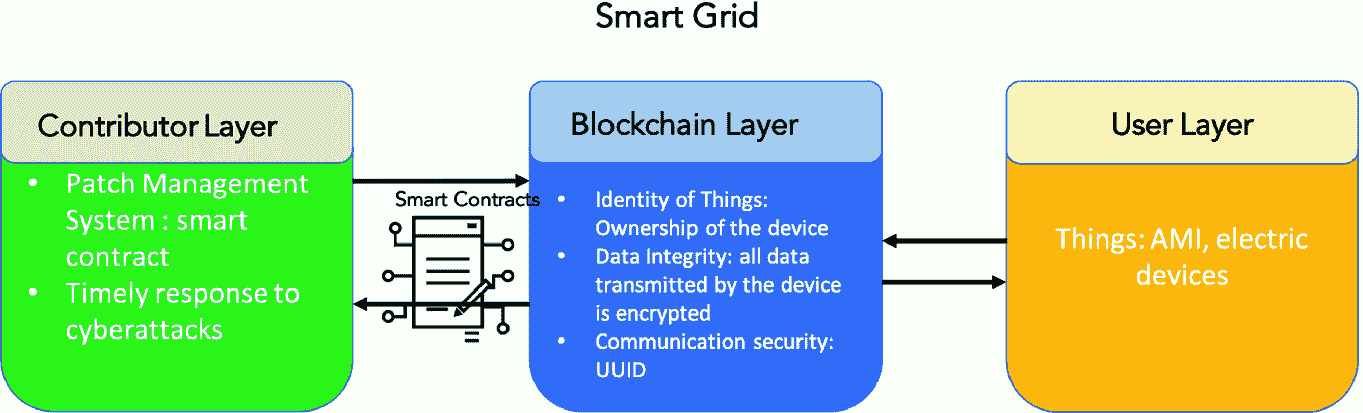 Smart Grid
Contributor Layer
• Patch Management
System : smart
contract
• Timely response to
cyberattacks
Smart Contracts
Blockchain Layer
• Identity of Things:
Ownership of the device
• Data Integrity: all data
transmitted by the device
is encrypted
• Communication security:
UUID
User Layer
Things: AMI, electric
devices